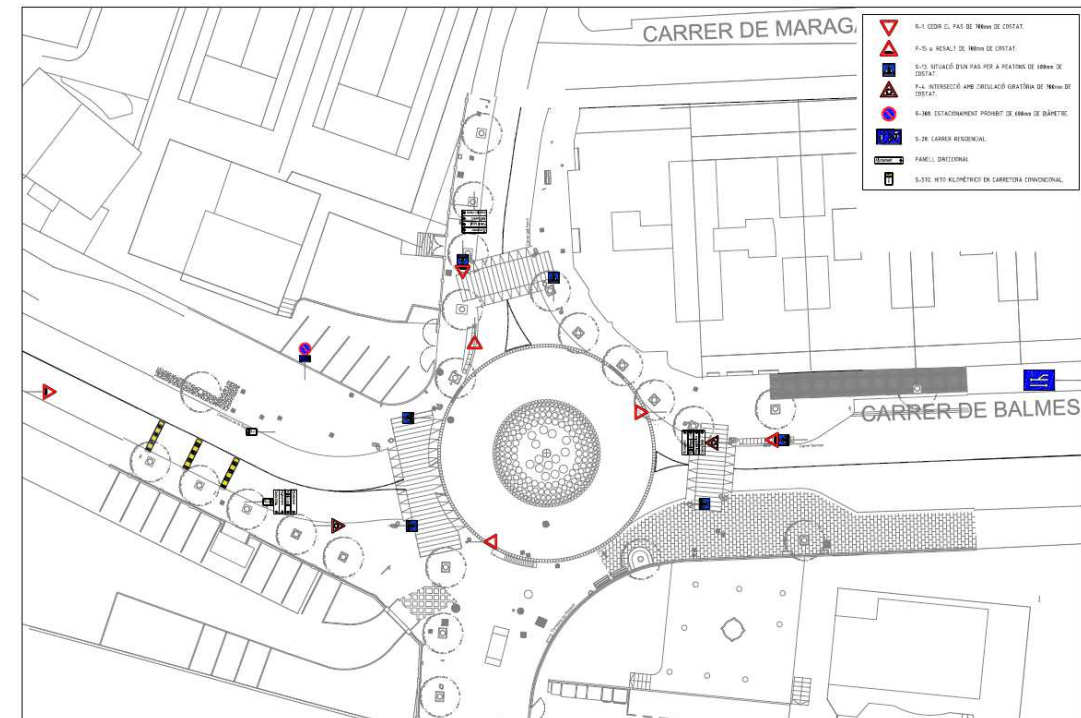 CARRER DE MARAGA
R-1. CEDIR EL PAS DE 700mm DE COSTAT.
P-15 a. RESALT DE 700mm DE COSTAT.
S-13. SITUACIÓ D'UN PAS PER A PEATONS DE 600mm DE
COSTAT.
P-4. INTERSECCIÓ AMB CIRCULACIÓ GIRATÒRIA DE 700mm DE
COSTAT.
R-308. ESTACIONAMENT PROHIBIT DE 600mm DE DIÀMETRE.
S-28. CARRER RESIDENCIAL.
PANELL DIRECCIONAL
S-572. HITO KILOMÉTRICO EN CARRETERA CONVENCIONAL.
CARRER DE BALMES